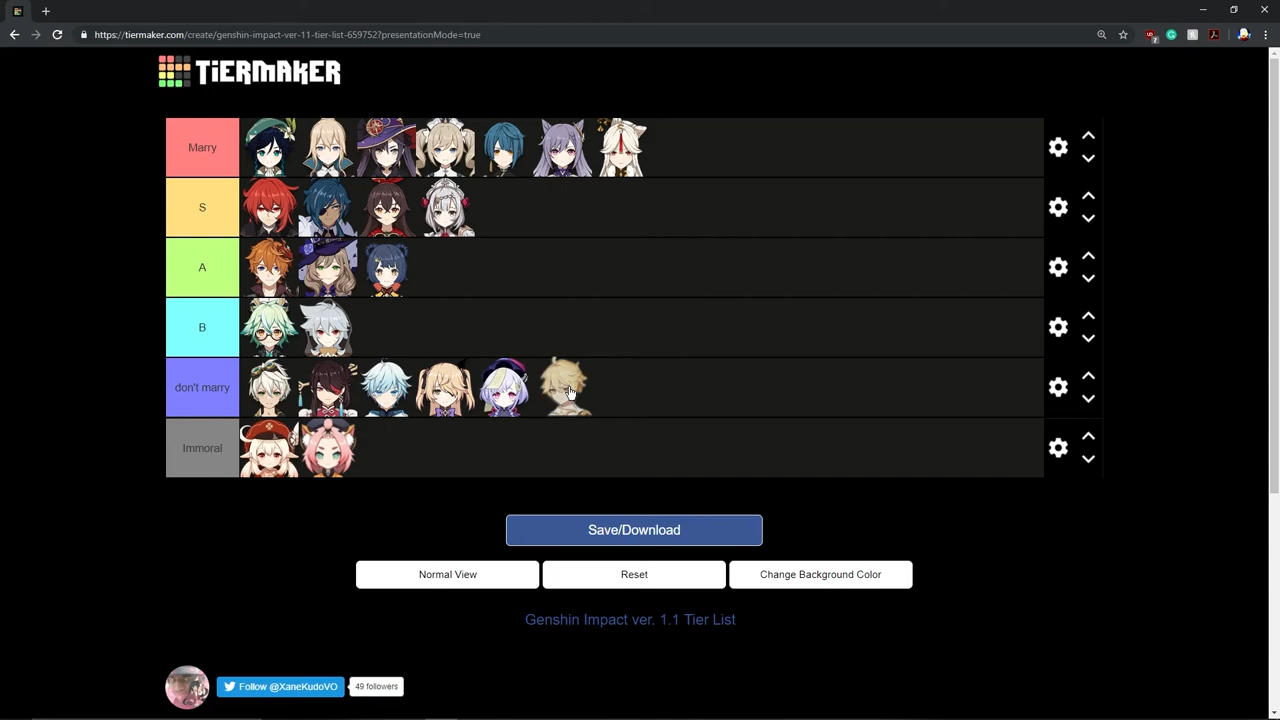 https://tiermaker.com/create/genshin-impact-ver-11-tier-list-659752?presentationMode=true
TIERMAKER
Marry
S
A
B
don't marry
Immoral
Save/Download
Normal View
Reset
Change Background Color
Genshin Impact ver. 1.1 Tier List
Follow @XaneKudoVO
49 followers